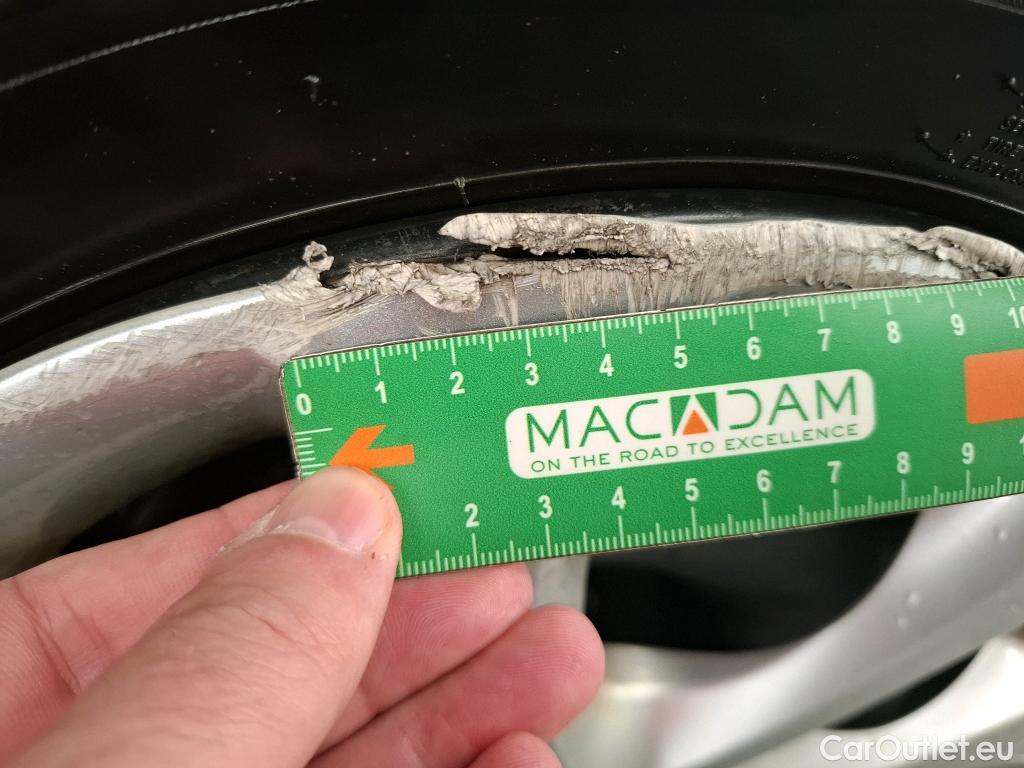 0 1 2 3 4 5 6 7 8 9 10
MACADAM
ON THE ROAD TO EXCELLENCE
2 3 4 5 6 7 8 9
CarOutlet.eu